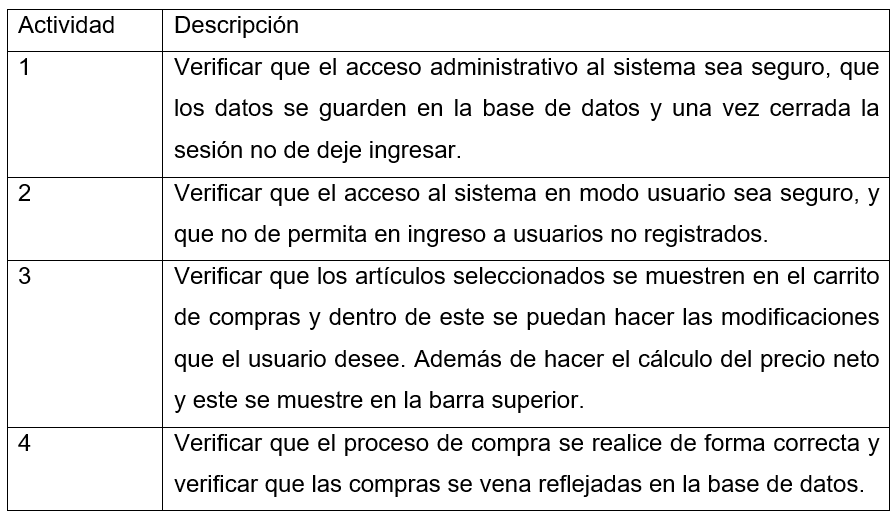 Actividad Descripción
1 Verificar que el acceso administrativo al sistema sea seguro, que
los datos se guarden en la base de datos y una vez cerrada la
sesión no de deje ingresar.
2 Verificar que el acceso al sistema en modo usuario sea seguro, y
que no de permita en ingreso a usuarios no registrados.
3 Verificar que los artículos seleccionados se muestren en el carrito
de compras y dentro de este se puedan hacer las modificaciones
que el usuario desee. Además de hacer el cálculo del precio neto
y este se muestre en la barra superior.
4 Verificar que el proceso de compra se realice de forma correcta y
verificar que las compras se vena reflejadas en la base de datos.